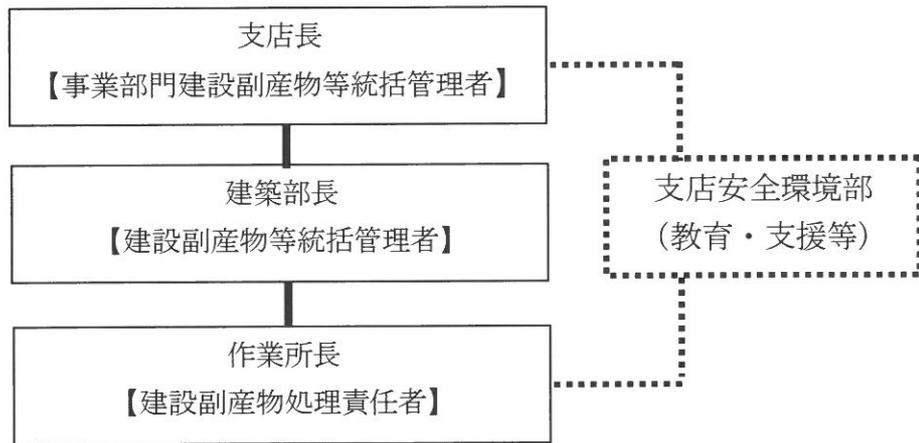 支店長
【事業部門建設副産物等統括管理者】
建築部長
【建設副産物等統括管理者】
作業所長
【建設副産物処理責任者】
支店安全環境部
（教育・支援等）